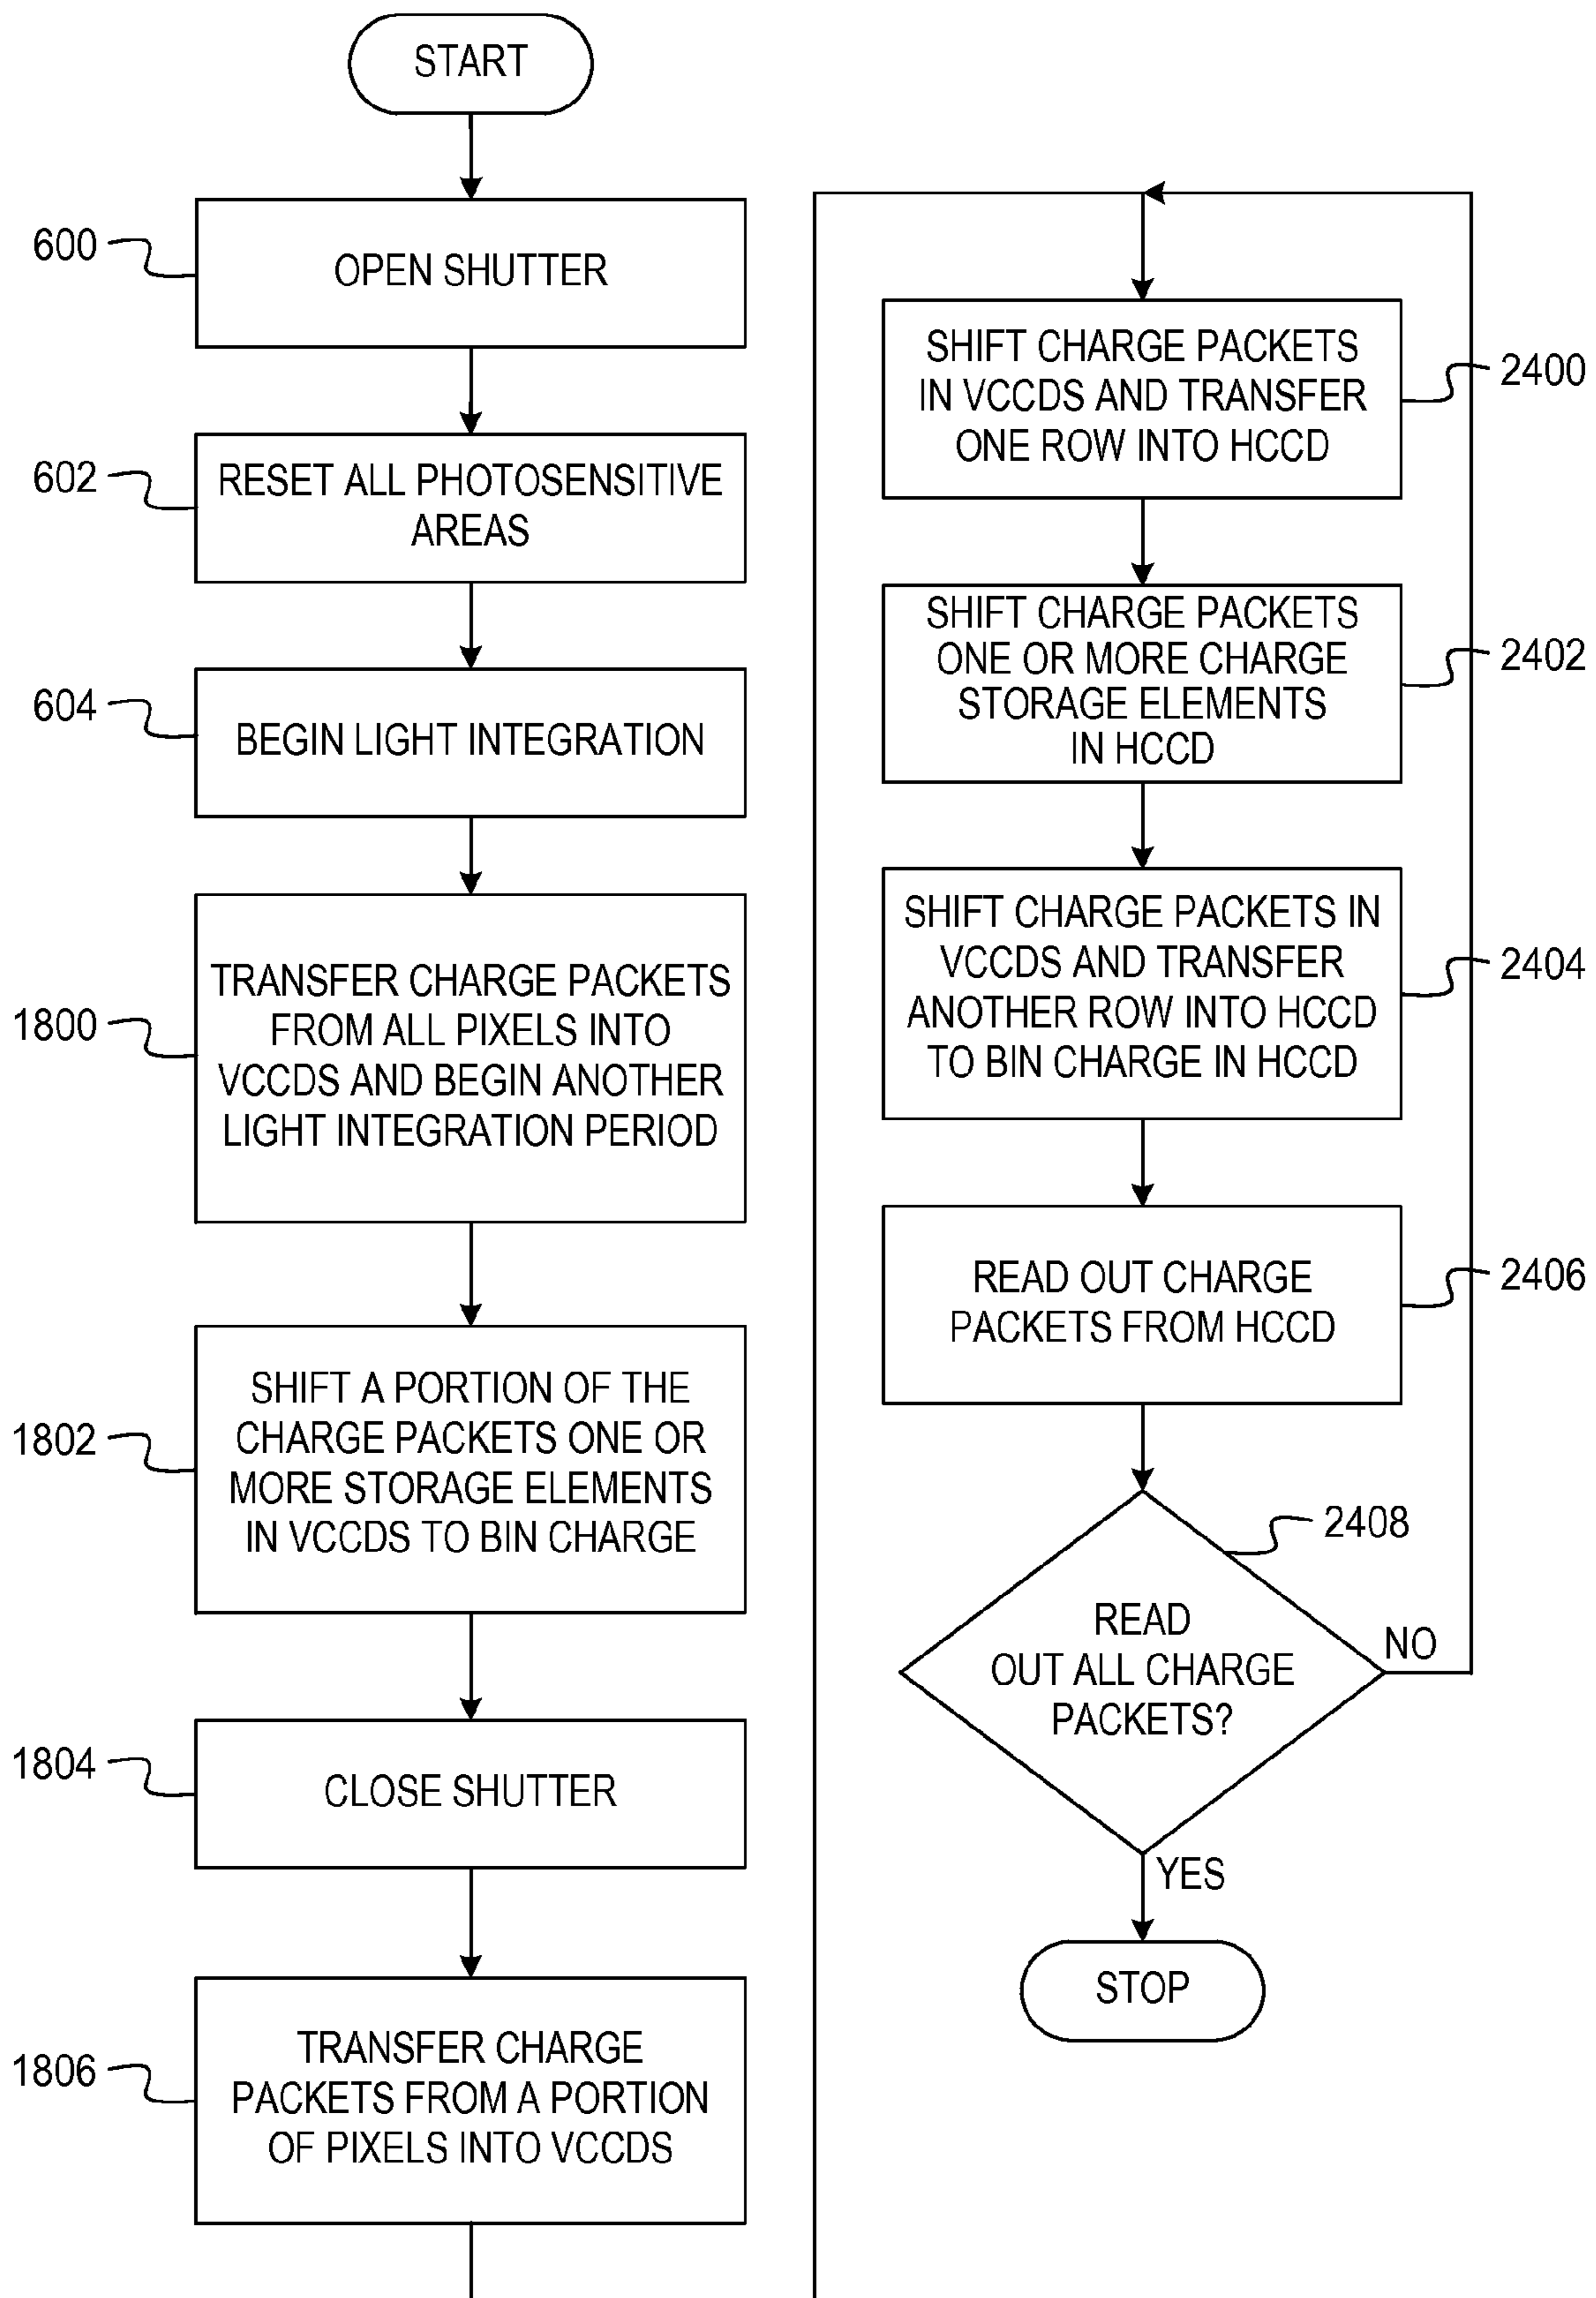 START
600
OPEN SHUTTER
602
RESET ALL PHOTOSENSITIVE
AREAS
604
BEGIN LIGHT INTEGRATION
1800
TRANSFER CHARGE PACKETS
FROM ALL PIXELS INTO
VCCDS AND BEGIN ANOTHER
LIGHT INTEGRATION PERIOD
1802
SHIFT A PORTION OF THE
CHARGE PACKETS ONE OR
MORE STORAGE ELEMENTS
IN VCCDS TO BIN CHARGE
1804
CLOSE SHUTTER
1806
TRANSFER CHARGE
PACKETS FROM A PORTION
OF PIXELS INTO VCCDS
SHIFT CHARGE PACKETS
IN VCCDS AND TRANSFER
ONE ROW INTO HCCD
2400
SHIFT CHARGE PACKETS
ONE OR MORE CHARGE
STORAGE ELEMENTS
IN HCCD
2402
SHIFT CHARGE PACKETS IN
VCCDS AND TRANSFER
ANOTHER ROW INTO HCCD
TO BIN CHARGE IN HCCD
2404
READ OUT CHARGE
PACKETS FROM HCCD
2406
2408
READ
OUT ALL CHARGE
PACKETS?
NO
YES
STOP